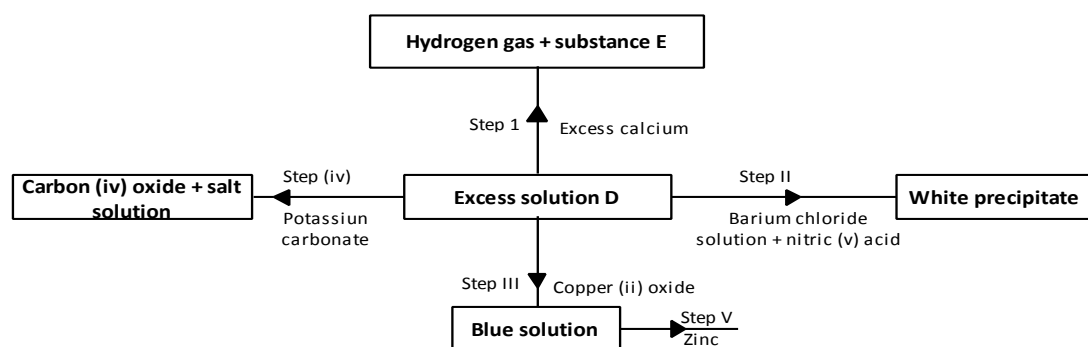 Hydrogen gas + substance E
Step 1
Excess calcium
Step (iv)
Step II
Carbon (iv) oxide + salt
solution
Excess solution D
White precipitate
Potassiun
carbonate
Barium chloride
solution + nitric (v) acid
Step III
Copper (ii) oxide
Blue solution
Step V
Zinc